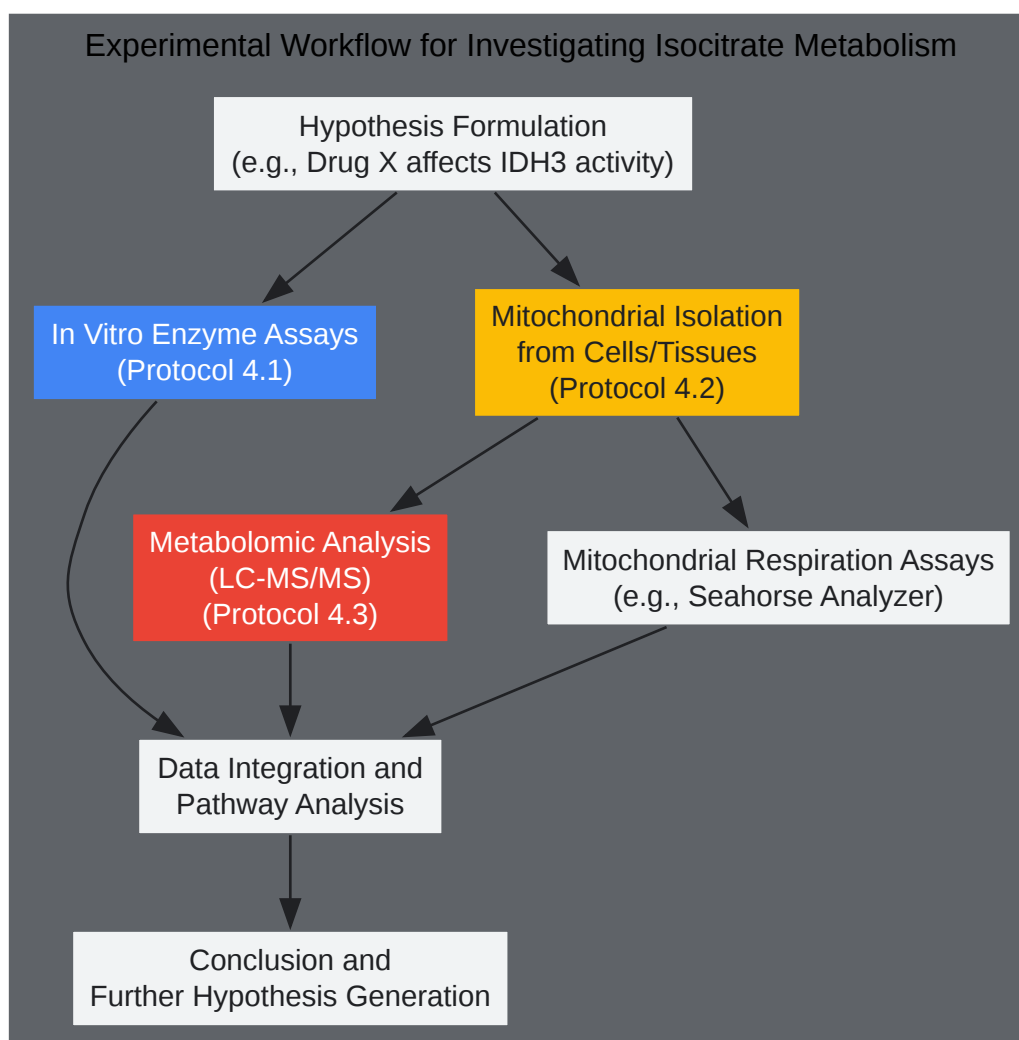 Experimental Workflow for Investigating Isocitrate Metabolism
Hypothesis Formulation
(e.g., Drug X affects IDH3 activity)
In Vitro Enzyme Assays
(Protocol 4.1)
Mitochondrial Isolation
from Cells/Tissues
(Protocol 4.2)
Metabolomic Analysis
(LC-MS/MS)
(Protocol 4.3)
Mitochondrial Respiration Assays
(e.g., Seahorse Analyzer)
Data Integration and
Pathway Analysis
Conclusion and
Further Hypothesis Generation